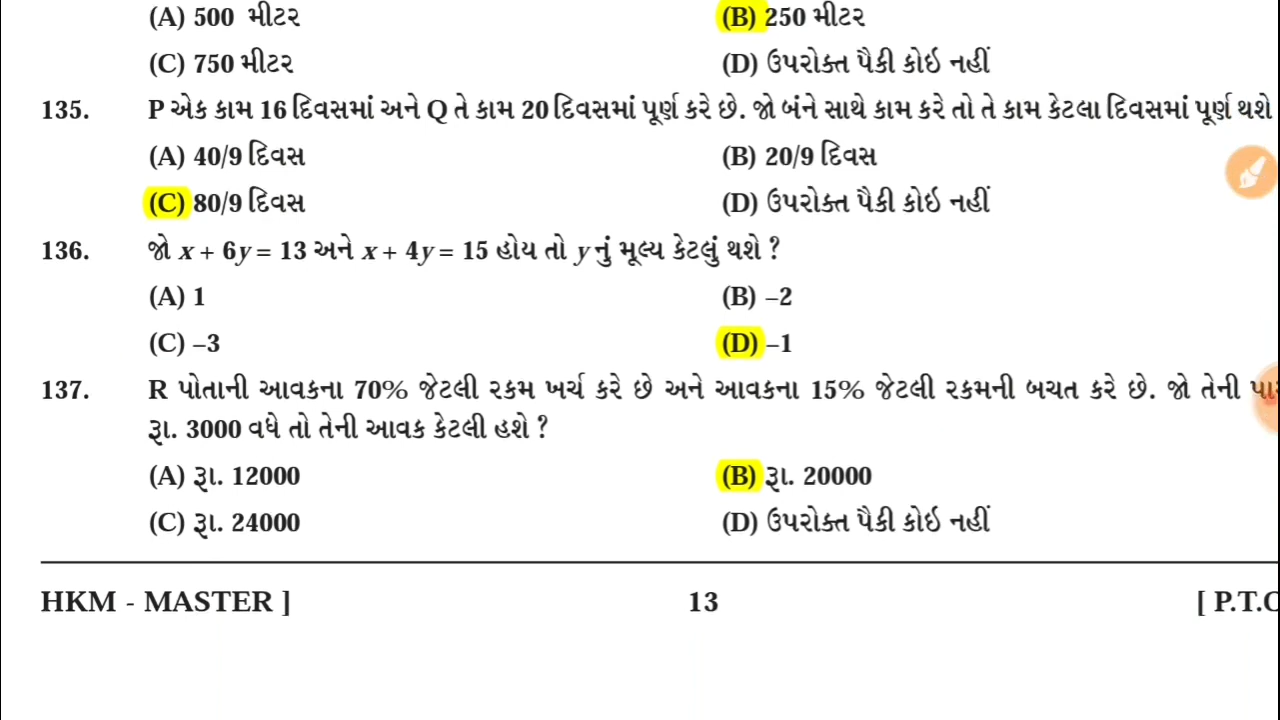 (A) 500 મીટર (B) 250 મીટર
(C) 750 મીટર (D) ઉપરોક્ત પૈકી કોઇ નહીં
135. P એક કામ 16 દિવસમાં અને Q તે કામ 20 દિવસમાં પૂર્ણ કરે છે. જો બંને સાથે કામ કરે તો તે કામ કેટલા દિવસમાં પૂર્ણ થશે
(A) 40/9 દિવસ (B) 20/9 દિવસ
(C) 80/9 દિવસ (D) ઉપરોક્ત પૈકી કોઇ નહીં
136. જો x + 6y = 13 અને x + 4y = 15 હોય તો y નું મૂલ્ય કેટલું થશે ?
(A) 1 (B) –2
(C) –3 (D) –1
137. R પોતાની આવકના 70% જેટલી રકમ ખર્ચ કરે છે અને આવકના 15% જેટલી રકમની બચત કરે છે. જો તેની
રૂા. 3000 વધે તો તેની આવક કેટલી હશે ?
(A) રૂા. 12000 (B) રૂા. 20000
(C) રૂા. 24000 (D) ઉપરોક્ત પૈકી કોઇ નહીં
HKM - MASTER ] 13 [ P.T.O